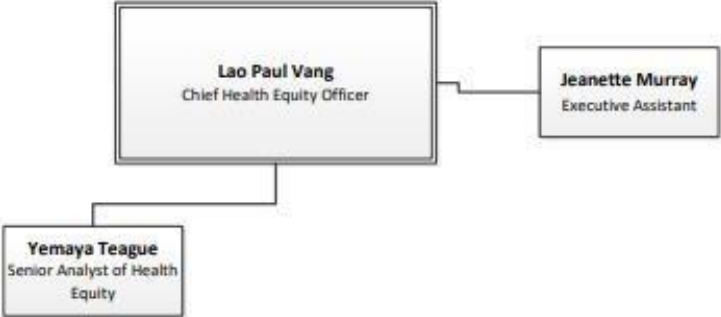 Lao Paul Vang
Chief Health Equity Officer
Jeanette Murray
Executive Assistant
Yemaya Teague
Senior Analyst of Health
Equity